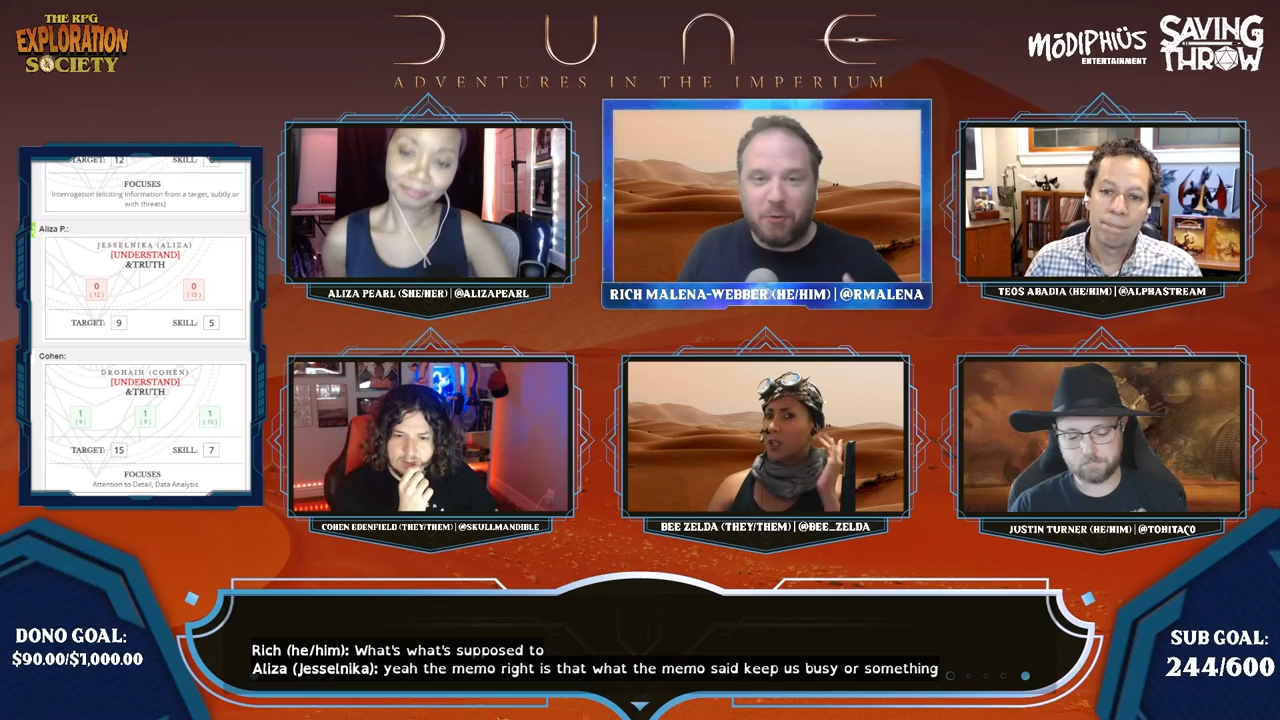 THE RPG
EXPLORATION
SOCIETY
DUNE
ADVENTURES IN THE IMPERIUM
MŌDIPHIÜS
ENTERTAINMENT
SAVING
THROW
TARGET: 12 SKILL:
FOCUSES
Interrogation (eliciting information from a target, subtly or
with threats)
Aliza P.:
JESSELNIKA (ALIZA)
[UNDERSTAND]
&TRUTH
0 0
(12) (15)
TARGET: 9 SKILL: 5
Cohen:
DROHAIH (COHEN)
[UNDERSTAND]
&TRUTH
1 1 1
(10)
TARGET: 15 SKILL: 7
FOCUSES
Attention to Detail, Data Analysis
ALIZA PEARL (SHE/HER) | @ALIZAPEARL
RICH MALENA-WEBBER (HE/HIM) | @RMALENA
TEOS ABADIA (HE/HIM) | @ALPHASTREAM
COHEN EDENFIELD (THEY/THEM) | @SKULLMANDIBLE
BEE ZELDA (THEY/THEM) | @BEE_ZELDA
JUSTIN TURNER (HE/HIM) | @TOHITACO
DONO GOAL:
$90.00/$1,000.00
Rich (he/him): What's what's supposed to
Aliza (Jesselnika): yeah the memo right is that what the memo said keep us busy or something
SUB GOAL:
244/600